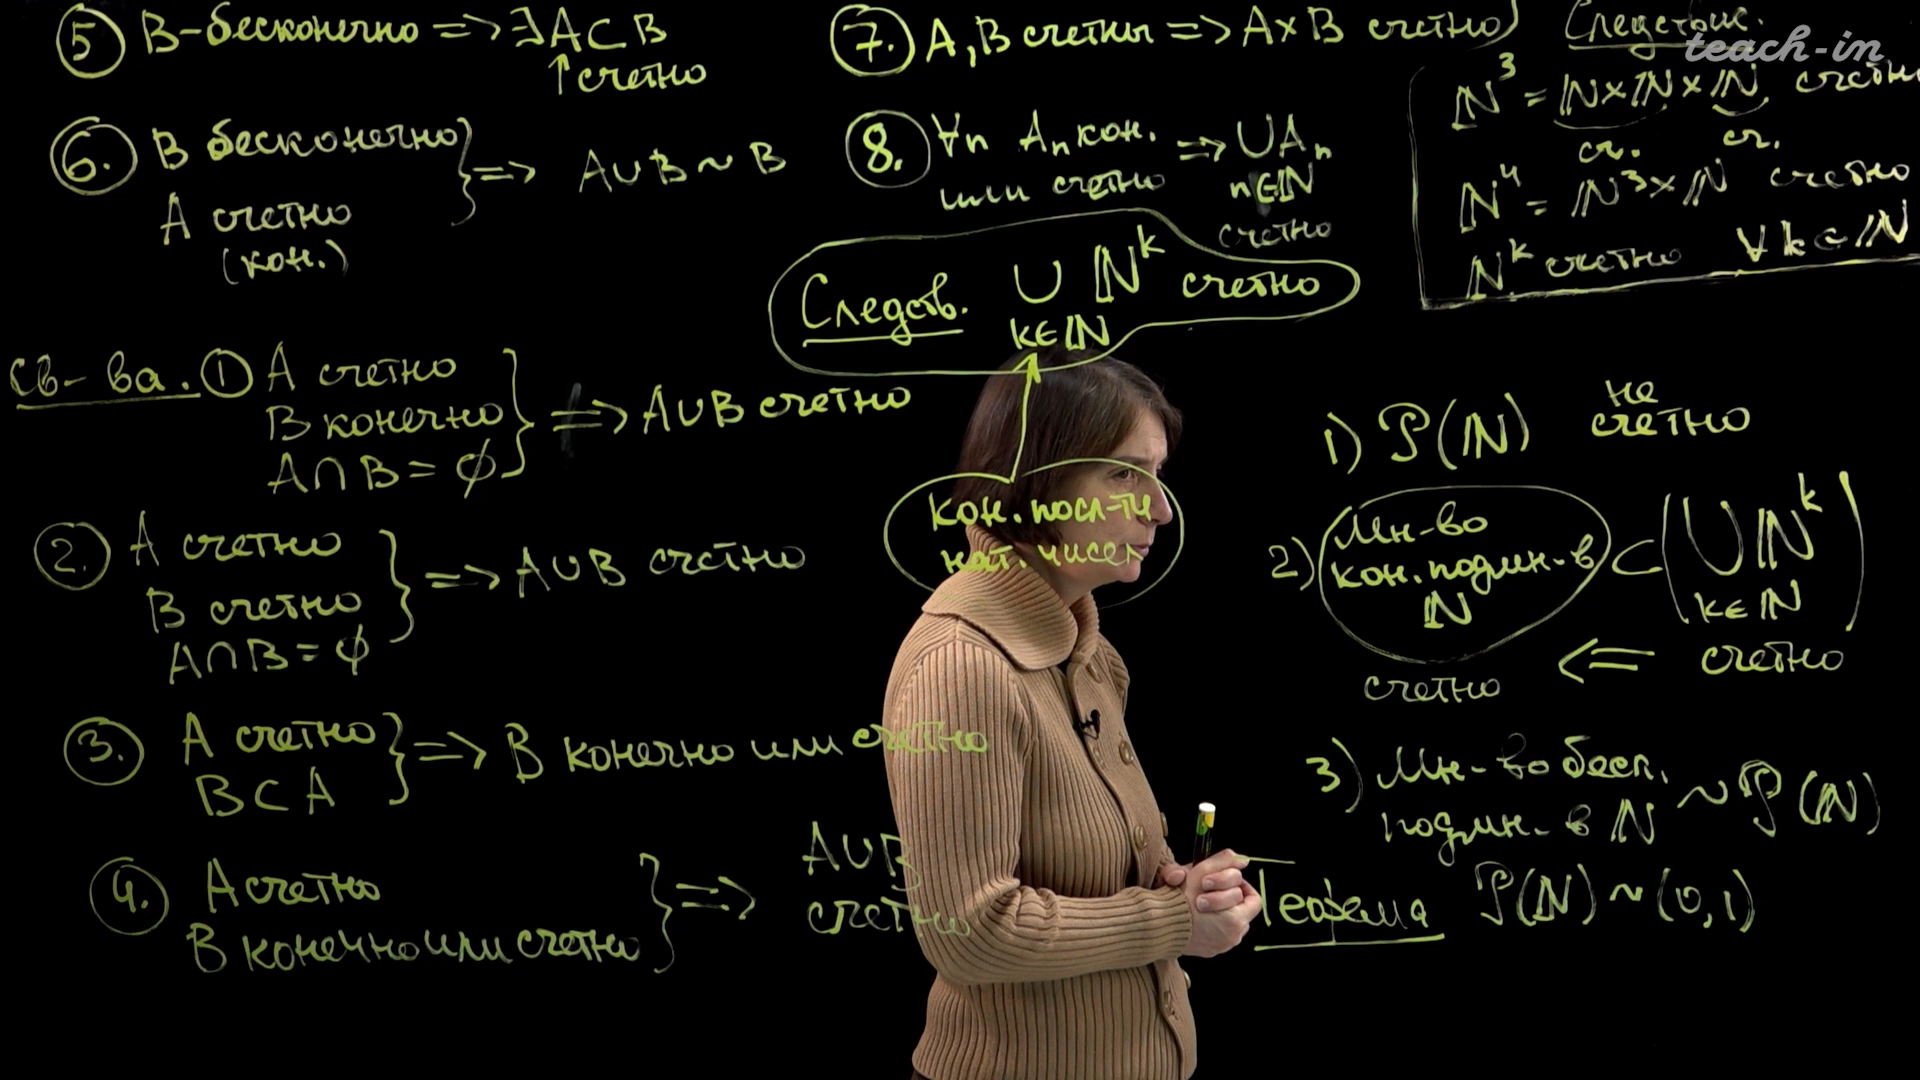 5 В-бесконечно => ∃A⊂B
↑счетно
6. В бесконечно
А счетно
(кон.)
} => A∪B ~ B
7. А, В счетны => A×B счетно
8. ∀n Aₙ кон.
или счетно
=> ∪Aₙ
n∈ℕ
счетно
Следствие.
teach-in
ℕ³ = ℕ×ℕ×ℕ счетно
сч. сч.
ℕ⁴ = ℕ³×ℕ счетно
ℕᵏ счетно ∀k∈ℕ
Следств. ∪ ℕᵏ счетно
k∈ℕ
кон. посл-ти
нат. чисел
Св-ва. 1 А счетно
В конечно
A∩B = ∅
} => A∪B счетно
2. А счетно
В счетно
A∩B = ∅
} => A∪B счетно
3. А счетно
B⊂A
} => В конечно или счетно
4. А счетно
В конечно или счетно
} => A∪B
счетно
1) 𝒫(ℕ) не
счетно
2) Мн-во
кон. подмн-в
ℕ
⊂ (∪ℕᵏ)
k∈ℕ
счетно <= счетно
3) Мн-во беск.
подмн-в ℕ ~ 𝒫(ℕ)
Теорема 𝒫(ℕ) ~ (0,1)